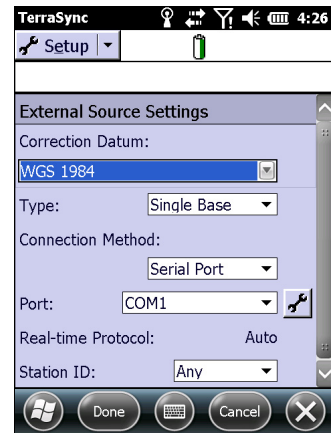 TerraSync 4:26
Setup
External Source Settings
Correction Datum:
WGS 1984
Type: Single Base
Connection Method:
Serial Port
Port: COM1
Real-time Protocol: Auto
Station ID: Any
Done Cancel